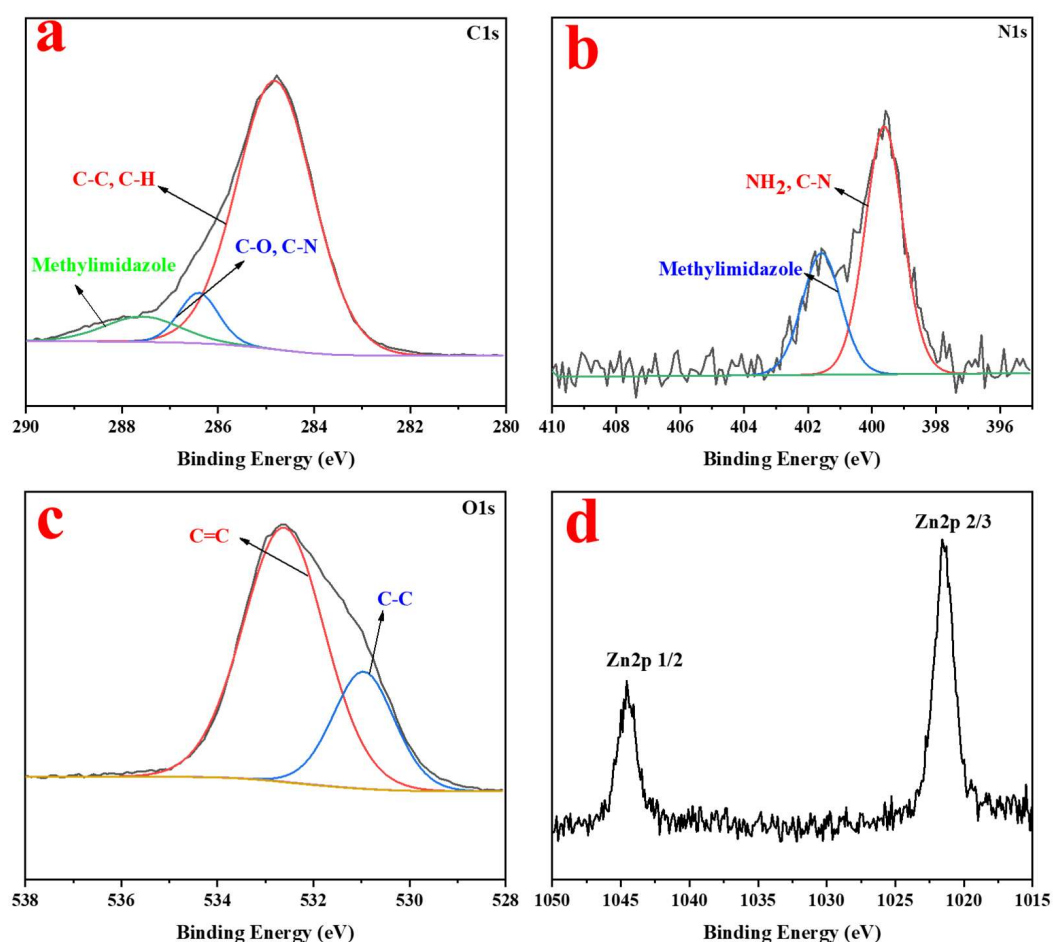 a
C1s
C-C, C-H
C-O, C-N
Methylimidazole
290 288 286 284 282 280
Binding Energy (eV)
b
N1s
NH2, C-N
Methylimidazole
410 408 406 404 402 400 398 396
Binding Energy (eV)
c
O1s
C=C
C-C
538 536 534 532 530 528
Binding Energy (eV)
d
Zn2p 2/3
Zn2p 1/2
1050 1045 1040 1035 1030 1025 1020 1015
Binding Energy (eV)